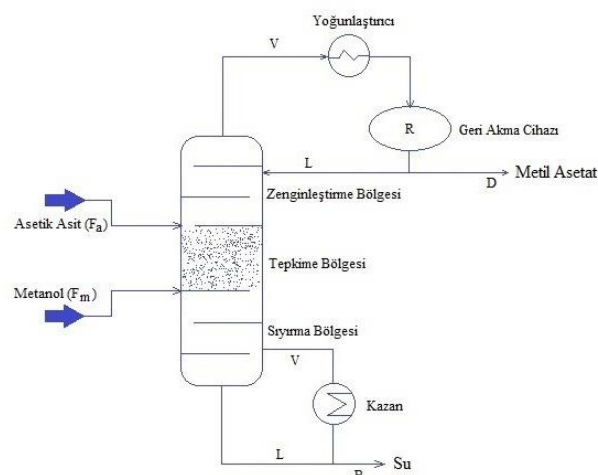 Yoğunlaştırıcı
V
R
Geri Akma Cihazı
L
D
Metil Asetat
Zenginleştirme Bölgesi
Asetik Asit (Fa)
Tepkime Bölgesi
Metanol (Fm)
Sıyırma Bölgesi
V
Kazan
L
B
Su